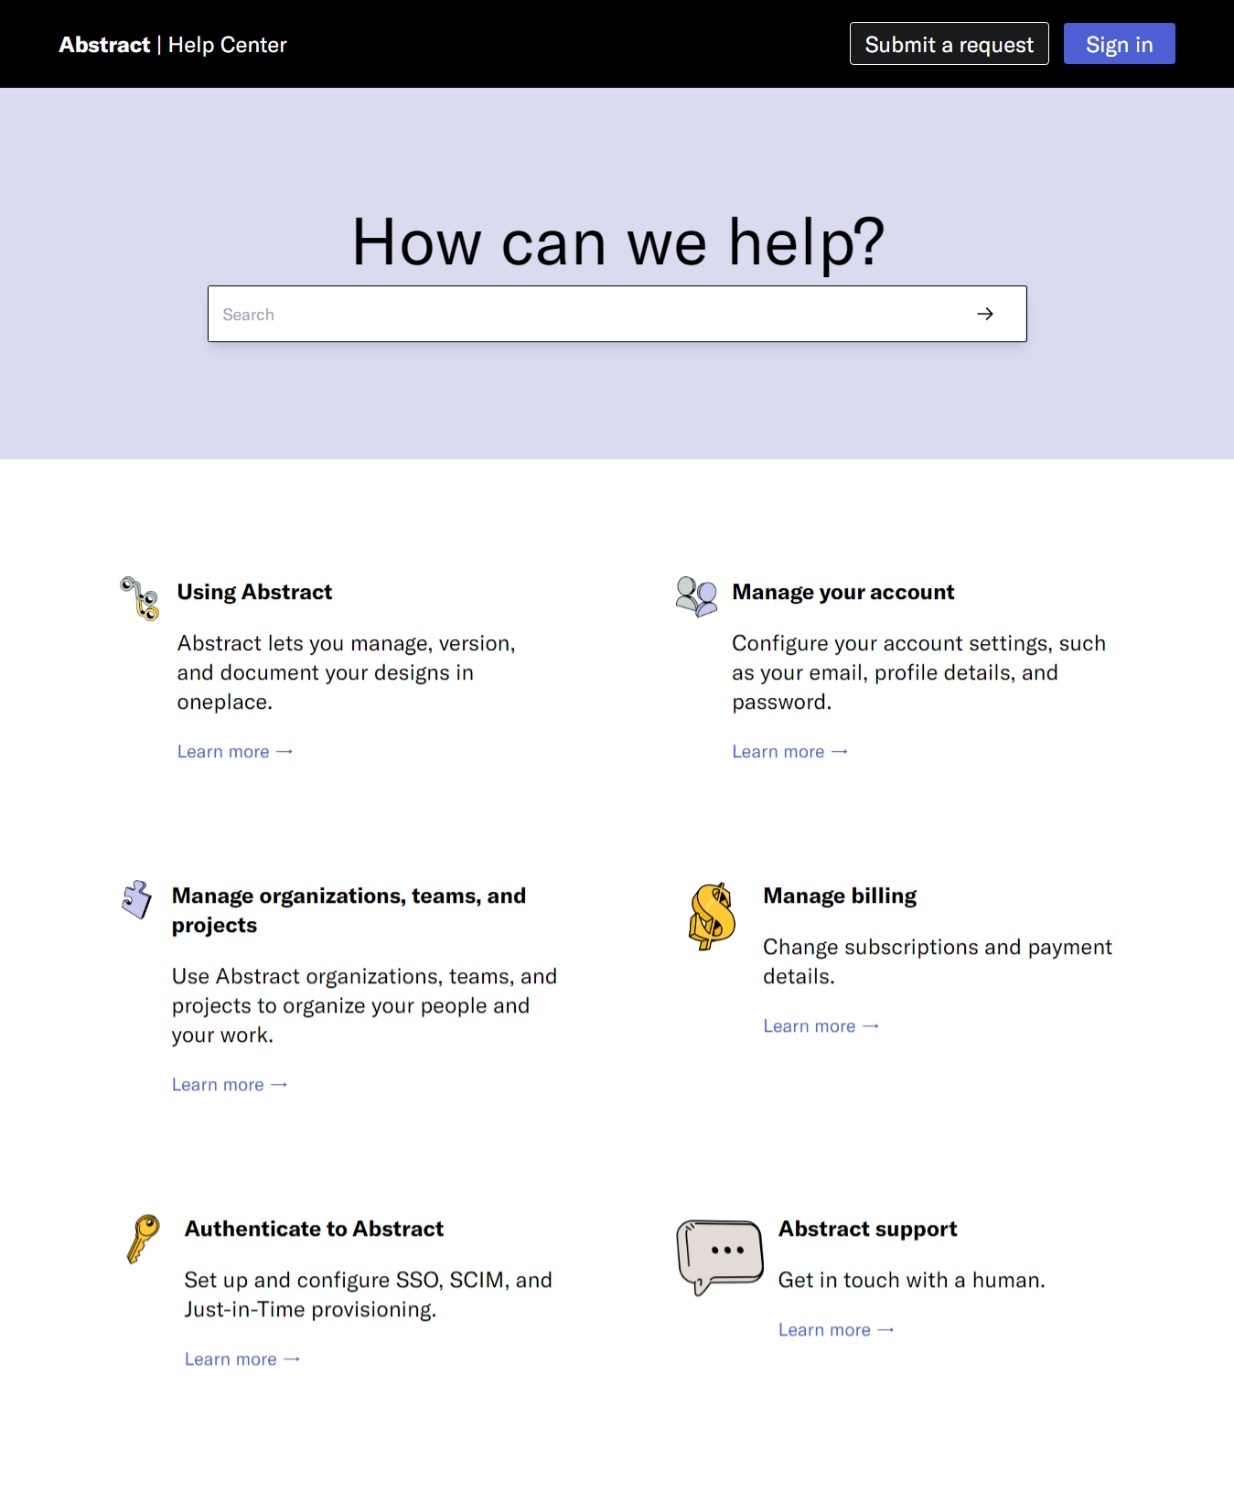 Abstract | Help Center
Submit a request
Sign in
How can we help?
Search
Using Abstract
Abstract lets you manage, version,
and document your designs in
oneplace.
Learn more →
Manage your account
Configure your account settings, such
as your email, profile details, and
password.
Learn more →
Manage organizations, teams, and
projects
Use Abstract organizations, teams, and
projects to organize your people and
your work.
Learn more →
Manage billing
Change subscriptions and payment
details.
Learn more →
Authenticate to Abstract
Set up and configure SSO, SCIM, and
Just-in-Time provisioning.
Learn more →
Abstract support
Get in touch with a human.
Learn more →